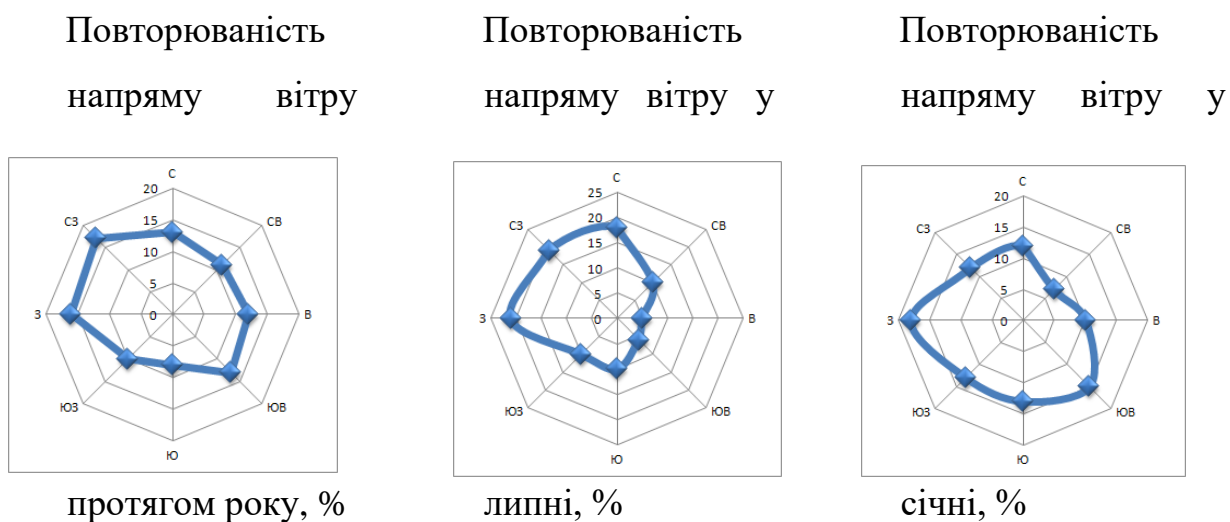 Повторюваність
напряму вітру
С
20
СЗ
15
СВ
10
5
З
0
В
ЮЗ
ЮВ
Ю
протягом року, %
Повторюваність
напряму вітру у
С
25
СЗ
20
СВ
15
10
5
З
0
В
ЮЗ
ЮВ
Ю
липні, %
Повторюваність
напряму вітру у
С
20
СЗ
15
СВ
10
5
З
0
В
ЮЗ
ЮВ
Ю
січні, %